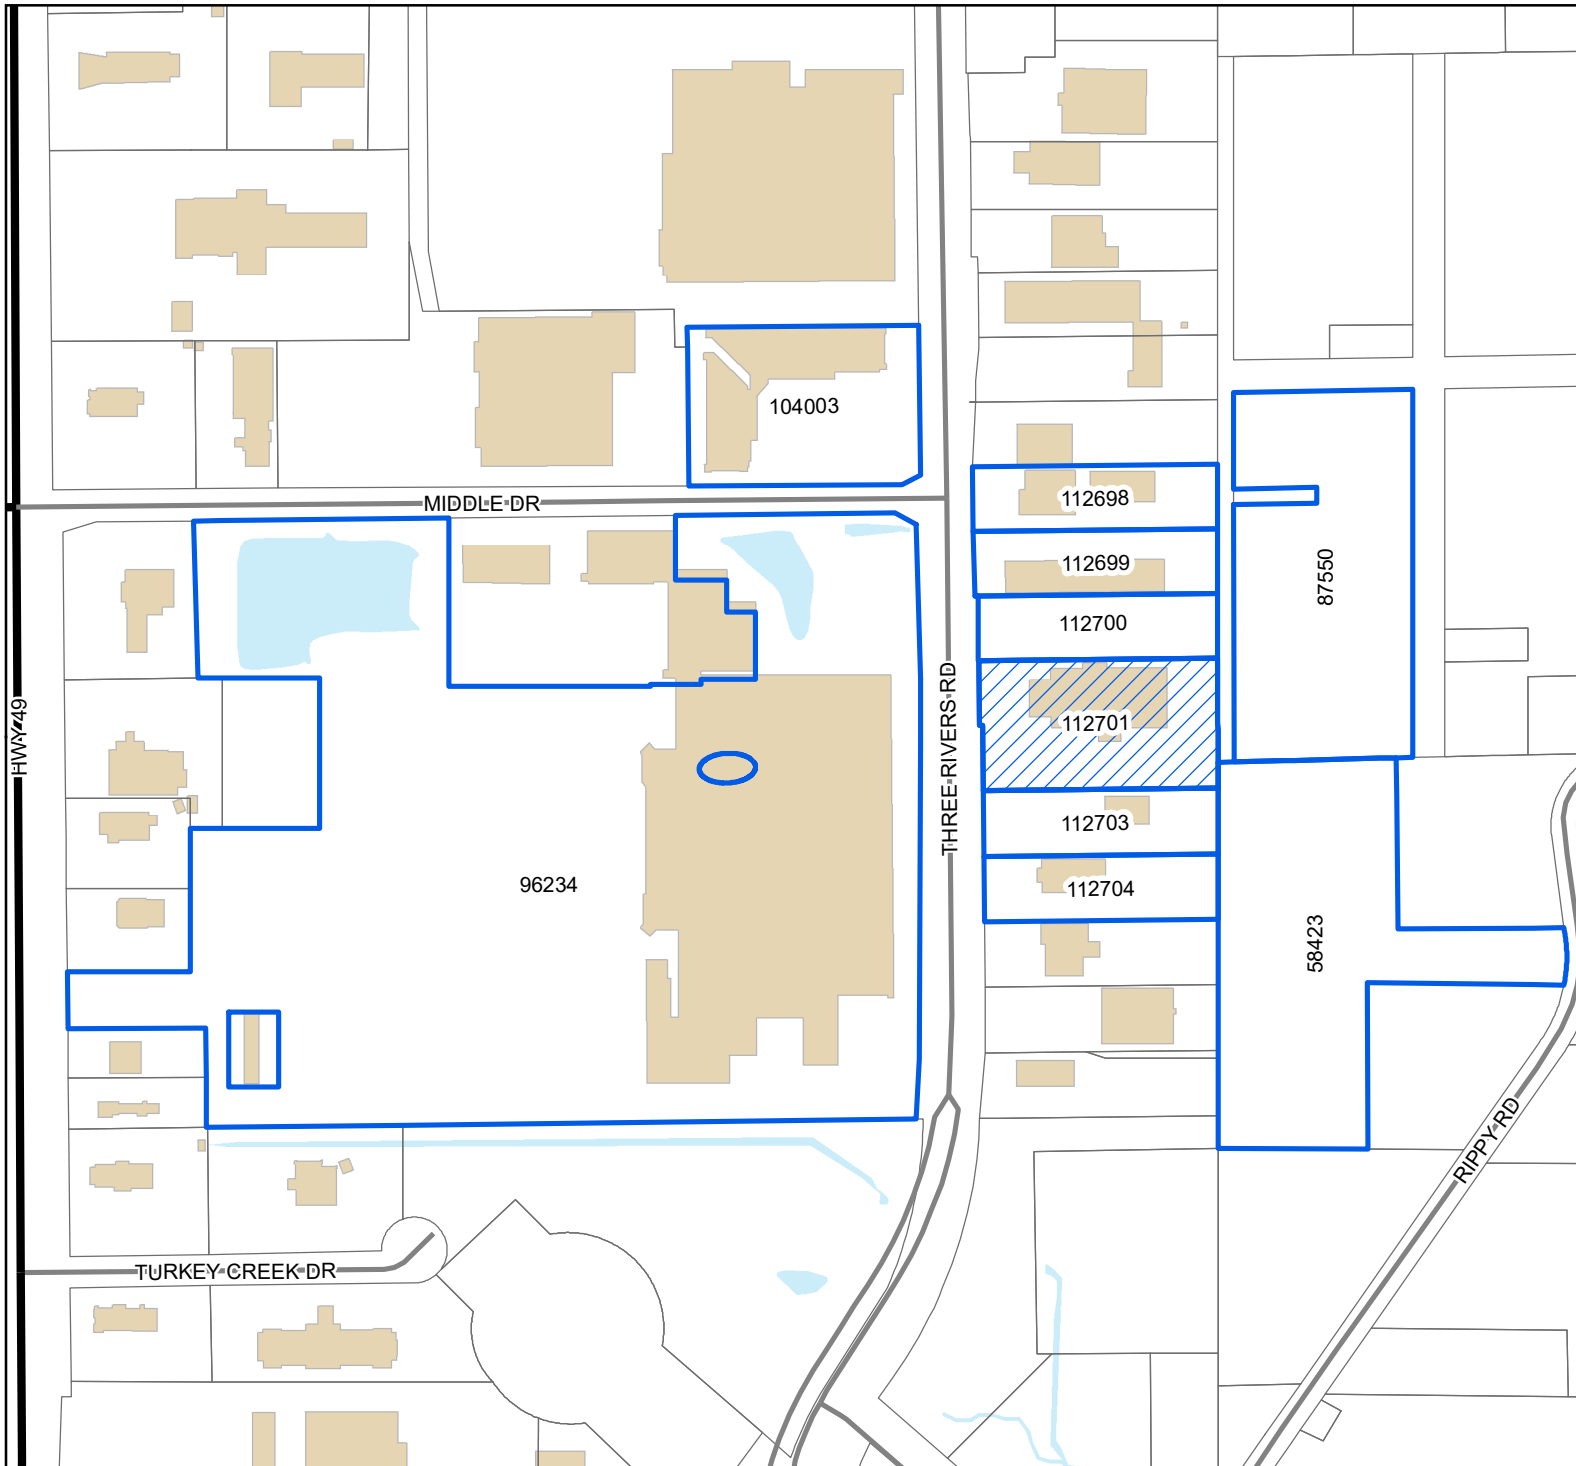 104003
MIDDLE DR
112698
112699
87550
112700
HWY 49
THREE RIVERS RD
112701
112703
96234
112704
58423
RIPPY RD
TURKEY CREEK DR